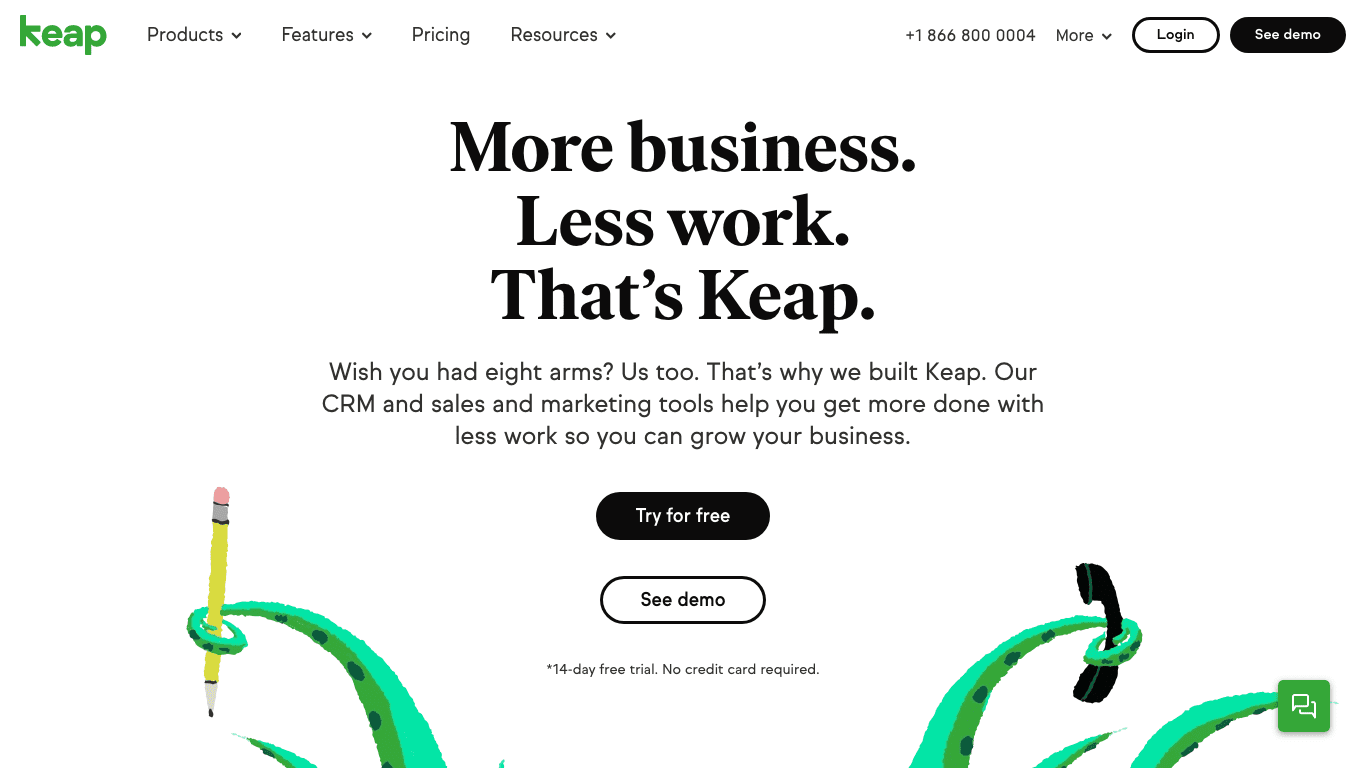 keap
Products
Features
Pricing
Resources
+1 866 800 0004
More
Login
See demo
More business.
Less work.
That’s Keap.
Wish you had eight arms? Us too. That’s why we built Keap. Our
CRM and sales and marketing tools help you get more done with
less work so you can grow your business.
Try for free
See demo
*14-day free trial. No credit card required.